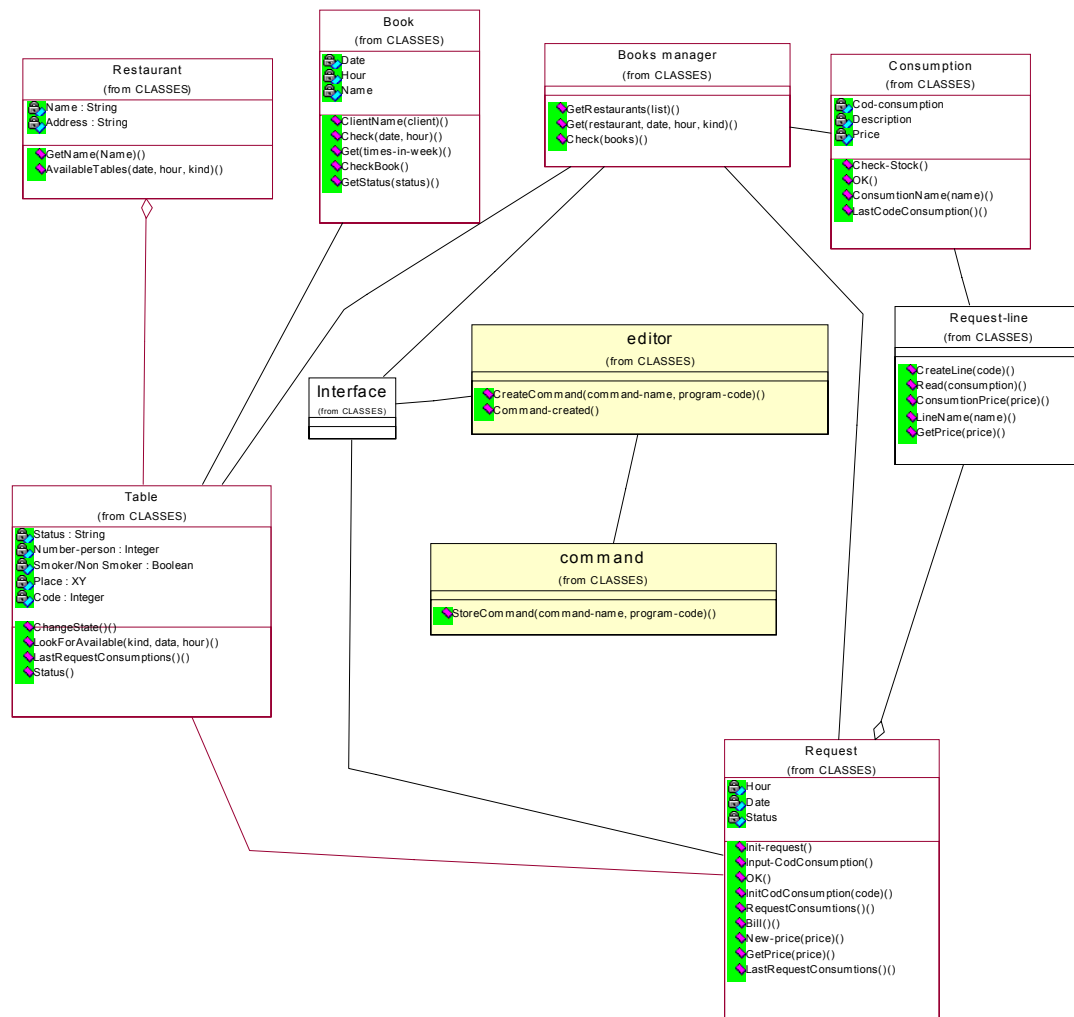 Restaurant
(from CLASSES)
Name : String
Address : String
GetName(Name)()
AvailableTables(date, hour, kind)()
Book
(from CLASSES)
Date
Hour
Name
ClientName(client)()
Check(date, hour)()
Get(times-in-week)()
CheckBook()
GetStatus(status)()
Books manager
(from CLASSES)
GetRestaurants(list)()
Get(restaurant, date, hour, kind)()
Check(books)()
Consumption
(from CLASSES)
Cod-consumption
Description
Price
Check-Stock()
OK()
ConsumtionName(name)()
LastCodeConsumption()()
Request-line
(from CLASSES)
CreateLine(code)()
Read(consumption)()
ConsumtionPrice(price)()
LineName(name)()
GetPrice(price)()
editor
(from CLASSES)
CreateCommand(command-name, program-code)()
Command-created()
Interface
(from CLASSES)
command
(from CLASSES)
StoreCommand(command-name, program-code)()
Table
(from CLASSES)
Status : String
Number-person : Integer
Smoker/Non Smoker : Boolean
Place : XY
Code : Integer
ChangeState()()
LookForAvailable(kind, data, hour)()
LastRequestConsumptions()()
Status()
Request
(from CLASSES)
Hour
Date
Status
Init-request()
Input-CodConsumption()
OK()
InitCodConsumption(code)()
RequestConsumtions()()
Bill()()
New-price(price)()
GetPrice(price)()
LastRequestConsumtions()()